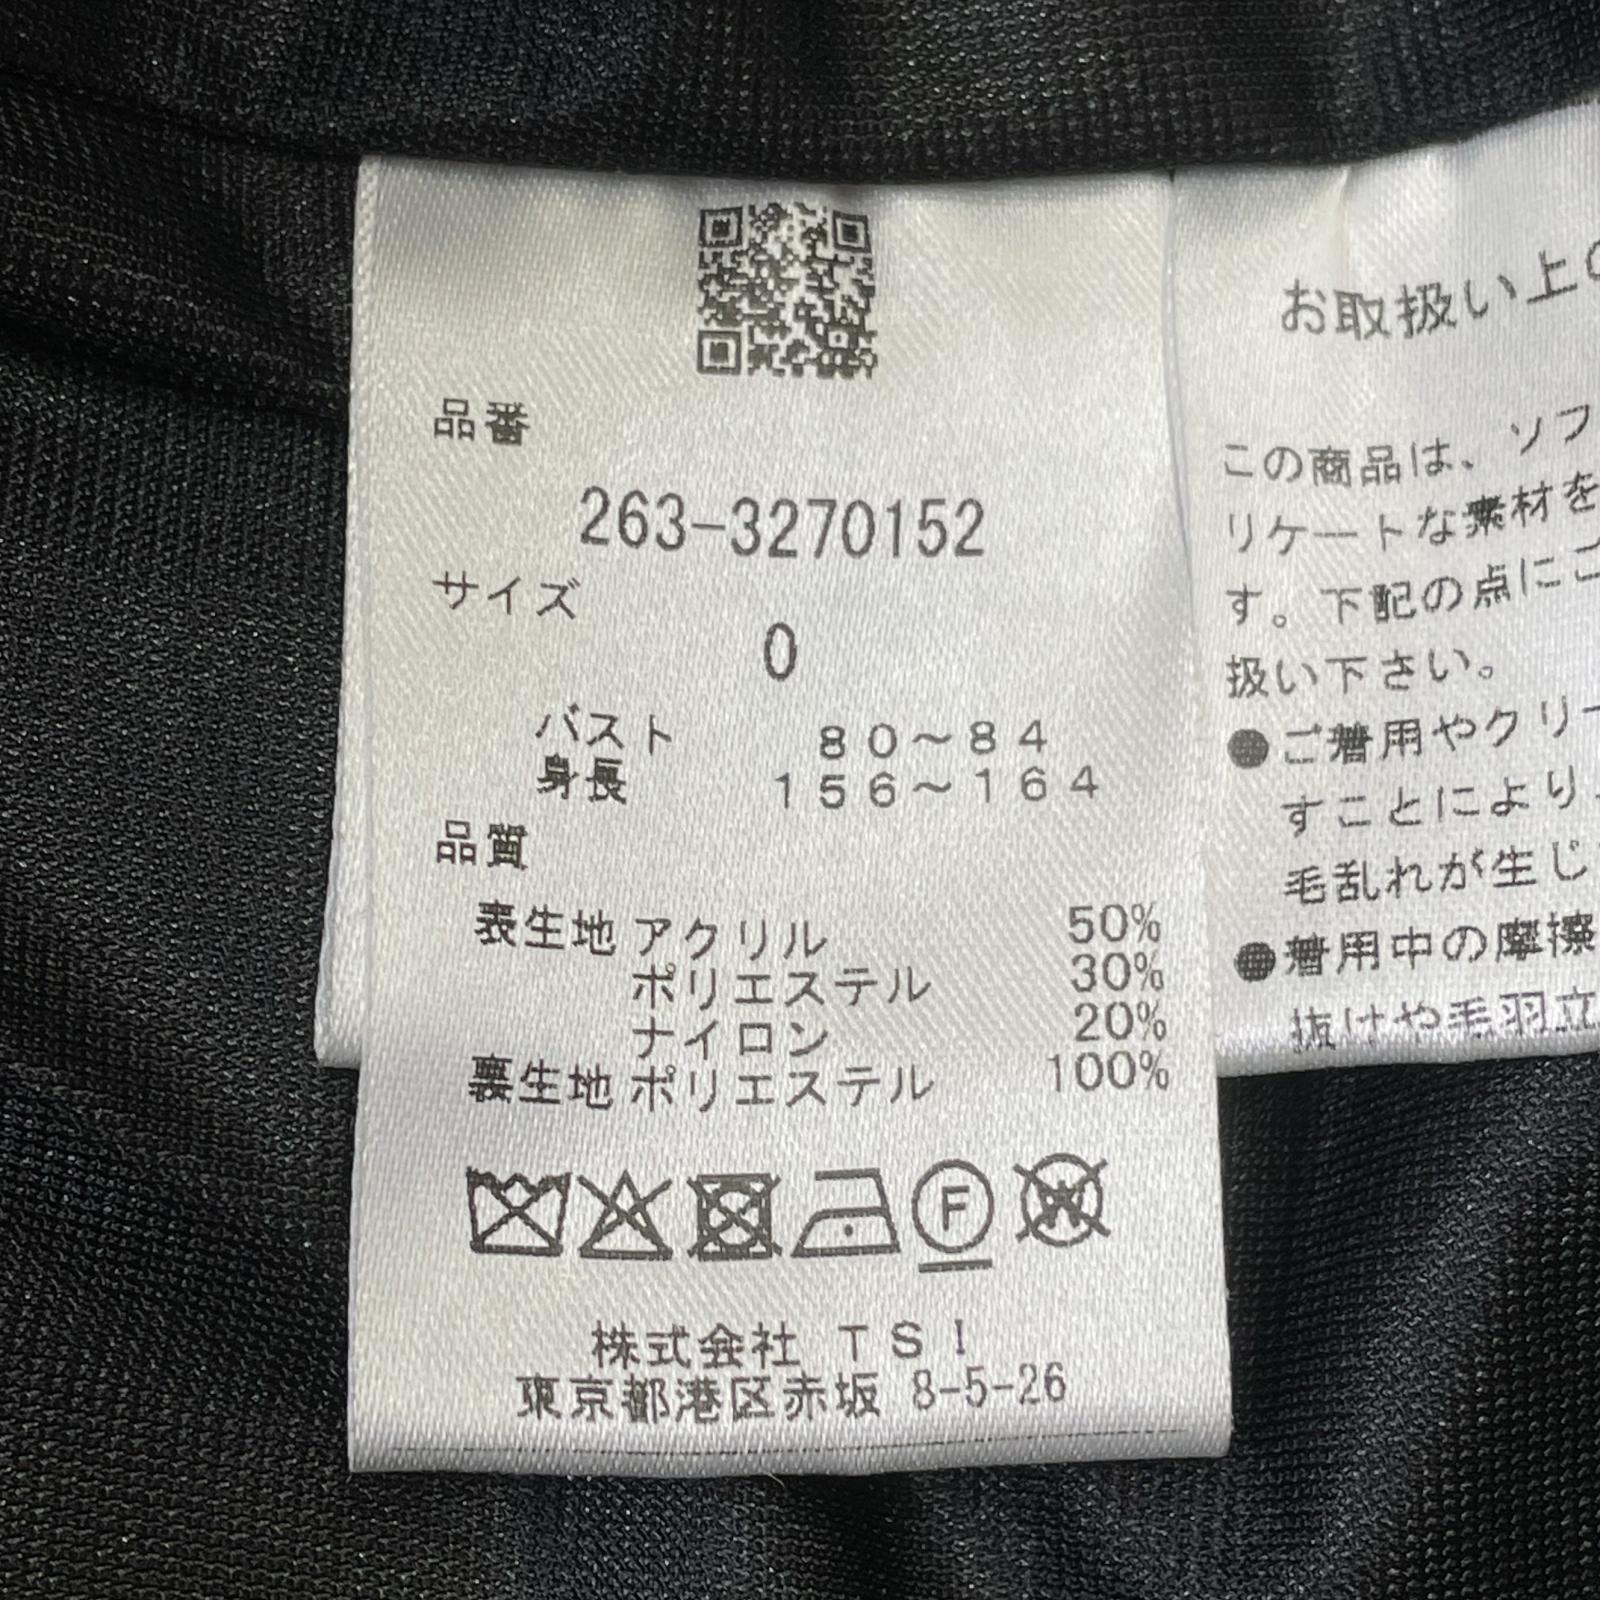 品番
263-3270152
サイズ
0
バスト 80～84
身長 156～164
品質
表生地 アクリル 50%
ポリエステル 30%
ナイロン 20%
裏生地 ポリエステル 100%
F
W
株式会社 TSI
東京都港区赤坂 8-5-26
お取扱い上の
この商品は、ソフ
リケートな素材を
す。下記の点にご
扱い下さい。
●ご着用やクリー
すことにより
毛乱れが生じ
●着用中の摩擦
抜けや毛羽立